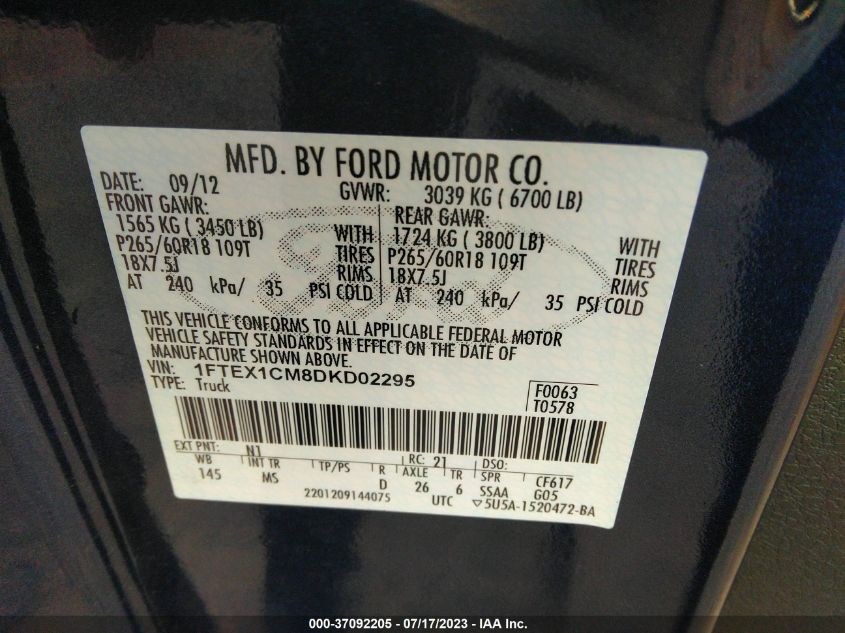 MFD. BY FORD MOTOR CO.
DATE: 09/12 GVWR: 3039 KG ( 6700 LB)
FRONT GAWR: REAR GAWR:
1565 KG ( 3450 LB) WITH 1724 KG ( 3800 LB) WITH
P265/60R18 109T TIRES P265/60R18 109T TIRES
18X7.5J RIMS 18X7.5J RIMS
AT 240 kPa/ 35 PSI COLD AT 240 kPa/ 35 PSI COLD
THIS VEHICLE CONFORMS TO ALL APPLICABLE FEDERAL MOTOR
VEHICLE SAFETY STANDARDS IN EFFECT ON THE DATE OF
MANUFACTURE SHOWN ABOVE.
VIN: 1FTEX1CM8DKD02295 F0063
TYPE: Truck T0578
EXT PNT: N1 RC: 21 DSO:
WB INT TR TP/PS R AXLE TR SPR CF617
145 MS D 26 6 SSAA G05
2201209144075 UTC ▽5U5A-1520472-BA
000-37092205 - 07/17/2023 - IAA Inc.